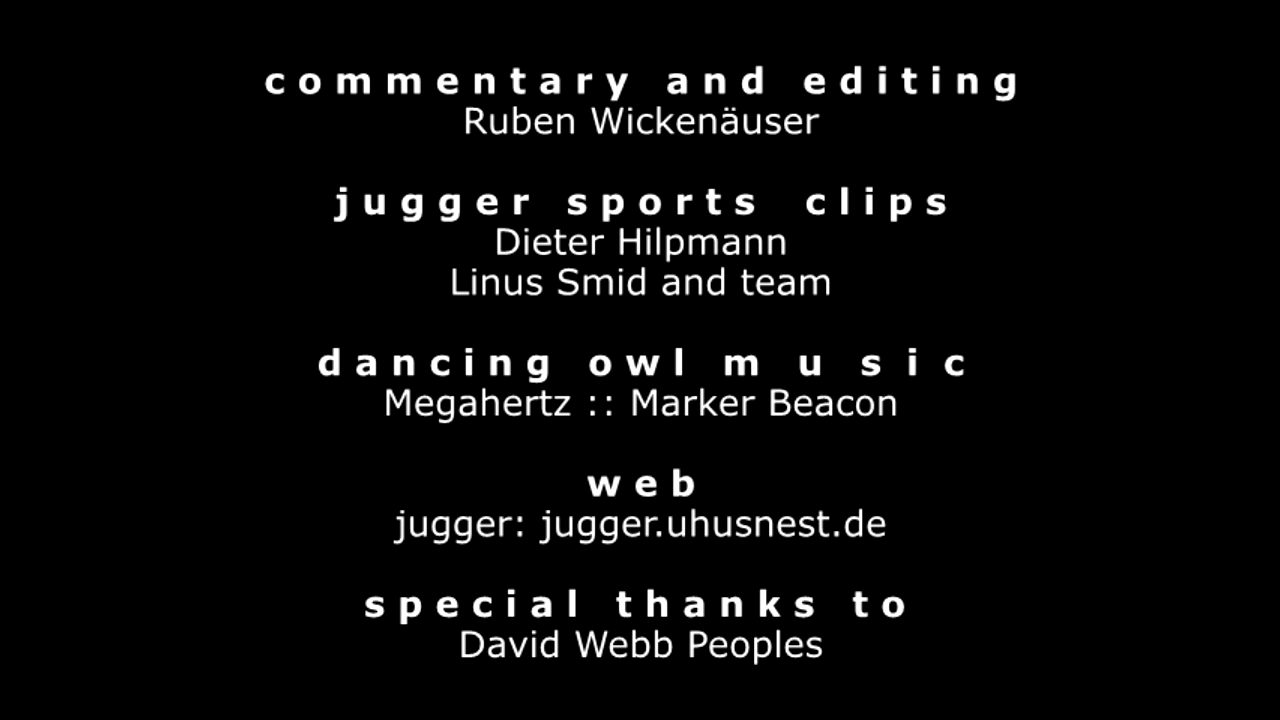 commentary and editing
Ruben Wickenäuser
jugger sports clips
Dieter Hilpmann
Linus Smid and team
dancing owl music
Megahertz :: Marker Beacon
web
jugger: jugger.uhusnest.de
special thanks to
David Webb Peoples